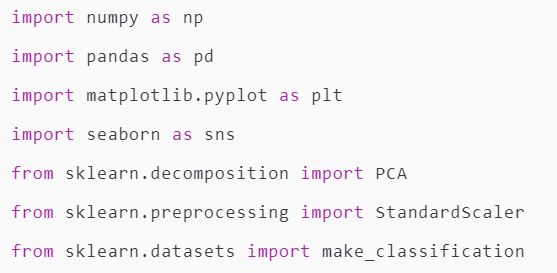 import numpy as np
import pandas as pd
import matplotlib.pyplot as plt
import seaborn as sns
from sklearn.decomposition import PCA
from sklearn.preprocessing import StandardScaler
from sklearn.datasets import make_classification